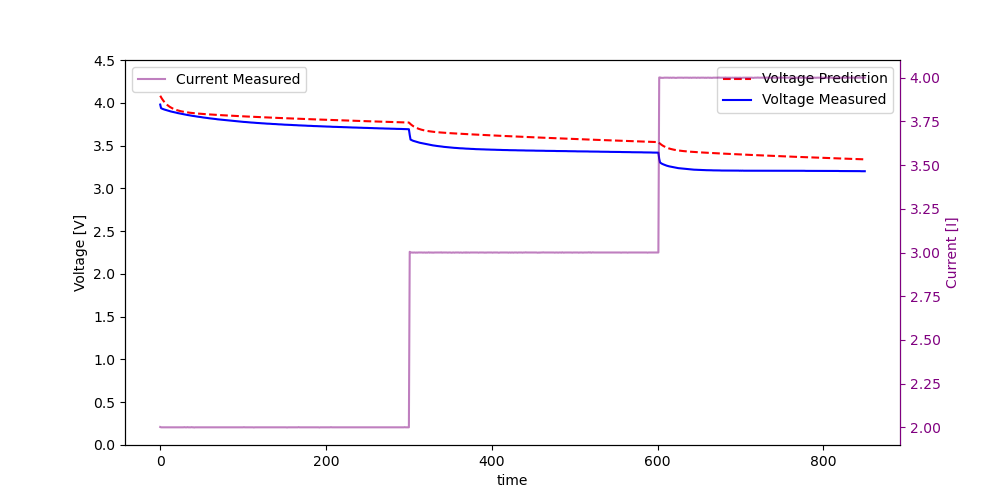 Current Measured
Voltage Prediction
Voltage Measured
4.5
4.0
3.5
3.0
2.5
2.0
1.5
1.0
0.5
0.0
Voltage [V]
4.00
3.75
3.50
3.25
3.00
2.75
2.50
2.25
2.00
Current [I]
0 200 400 600 800
time